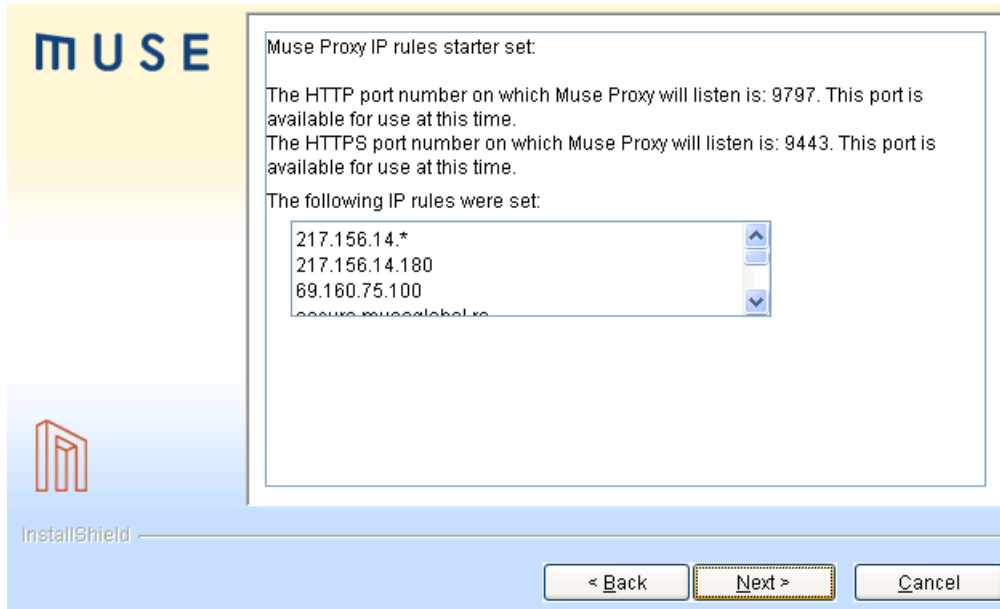 MUSE
Muse Proxy IP rules starter set:
The HTTP port number on which Muse Proxy will listen is: 9797. This port is
available for use at this time.
The HTTPS port number on which Muse Proxy will listen is: 9443. This port is
available for use at this time.
The following IP rules were set:
217.156.14.*
217.156.14.180
69.160.75.100
InstallShield
< Back
Next >
Cancel